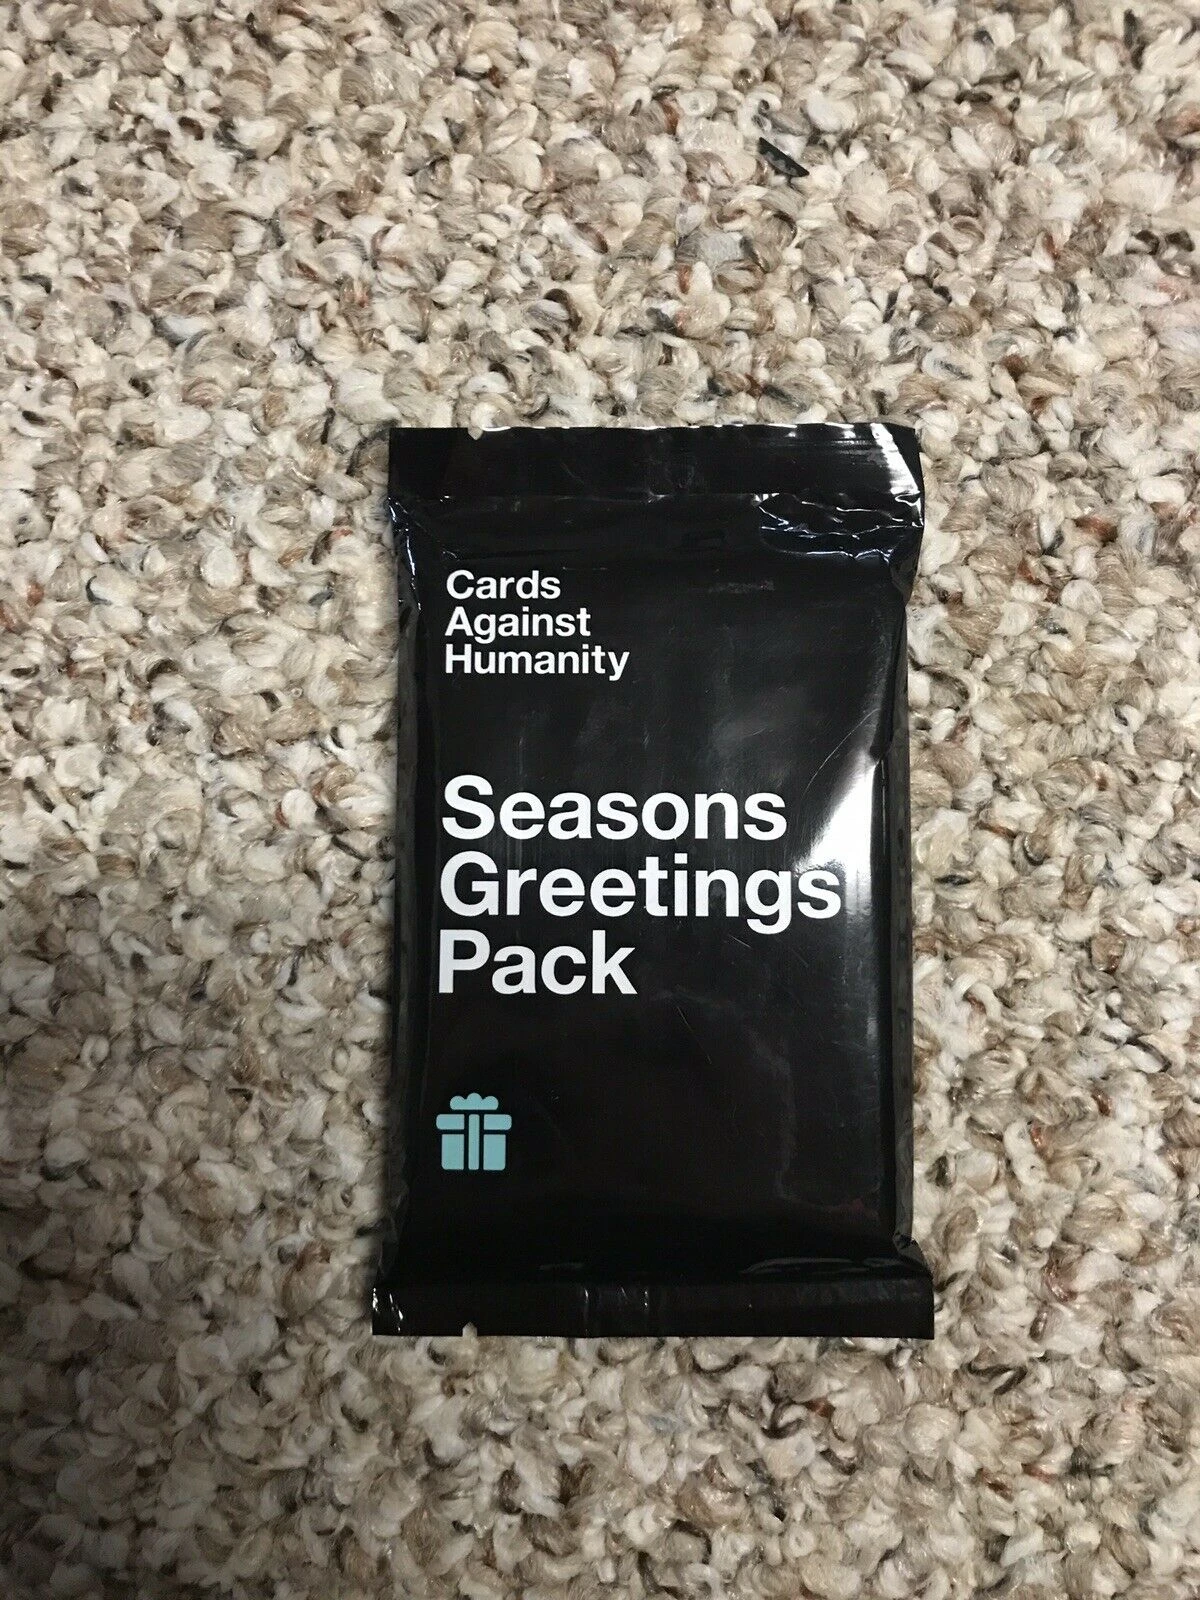 Cards
Against
Humanity
Seasons
Greetings
Pack